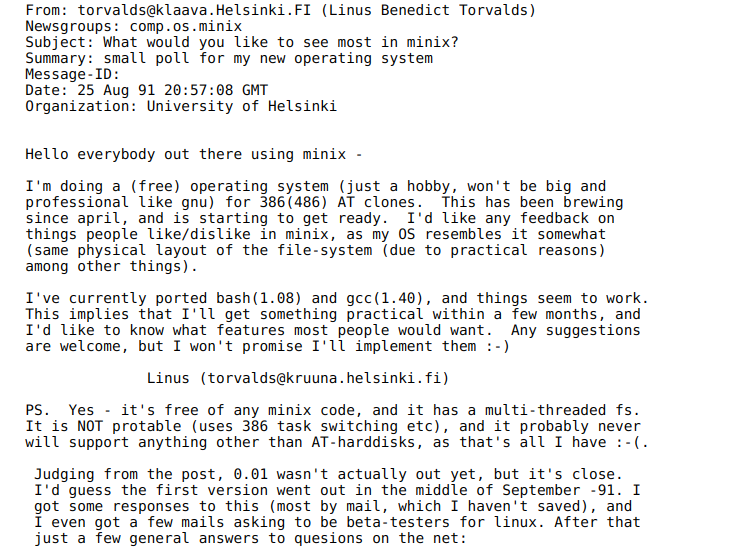 From: torvalds@klaava.Helsinki.FI (Linus Benedict Torvalds)
Newsgroups: comp.os.minix
Subject: What would you like to see most in minix?
Summary: small poll for my new operating system
Message-ID:
Date: 25 Aug 91 20:57:08 GMT
Organization: University of Helsinki
Hello everybody out there using minix -
I'm doing a (free) operating system (just a hobby, won't be big and
professional like gnu) for 386(486) AT clones.  This has been brewing
since april, and is starting to get ready.  I'd like any feedback on
things people like/dislike in minix, as my OS resembles it somewhat
(same physical layout of the file-system (due to practical reasons)
among other things).
I've currently ported bash(1.08) and gcc(1.40), and things seem to work.
This implies that I'll get something practical within a few months, and
I'd like to know what features most people would want.  Any suggestions
are welcome, but I won't promise I'll implement them :-)
Linus (torvalds@kruuna.helsinki.fi)
PS.  Yes - it's free of any minix code, and it has a multi-threaded fs.
It is NOT protable (uses 386 task switching etc), and it probably never
will support anything other than AT-harddisks, as that's all I have :-(.
Judging from the post, 0.01 wasn't actually out yet, but it's close.
I'd guess the first version went out in the middle of September -91. I
got some responses to this (most by mail, which I haven't saved), and
I even got a few mails asking to be beta-testers for linux. After that
just a few general answers to quesions on the net: